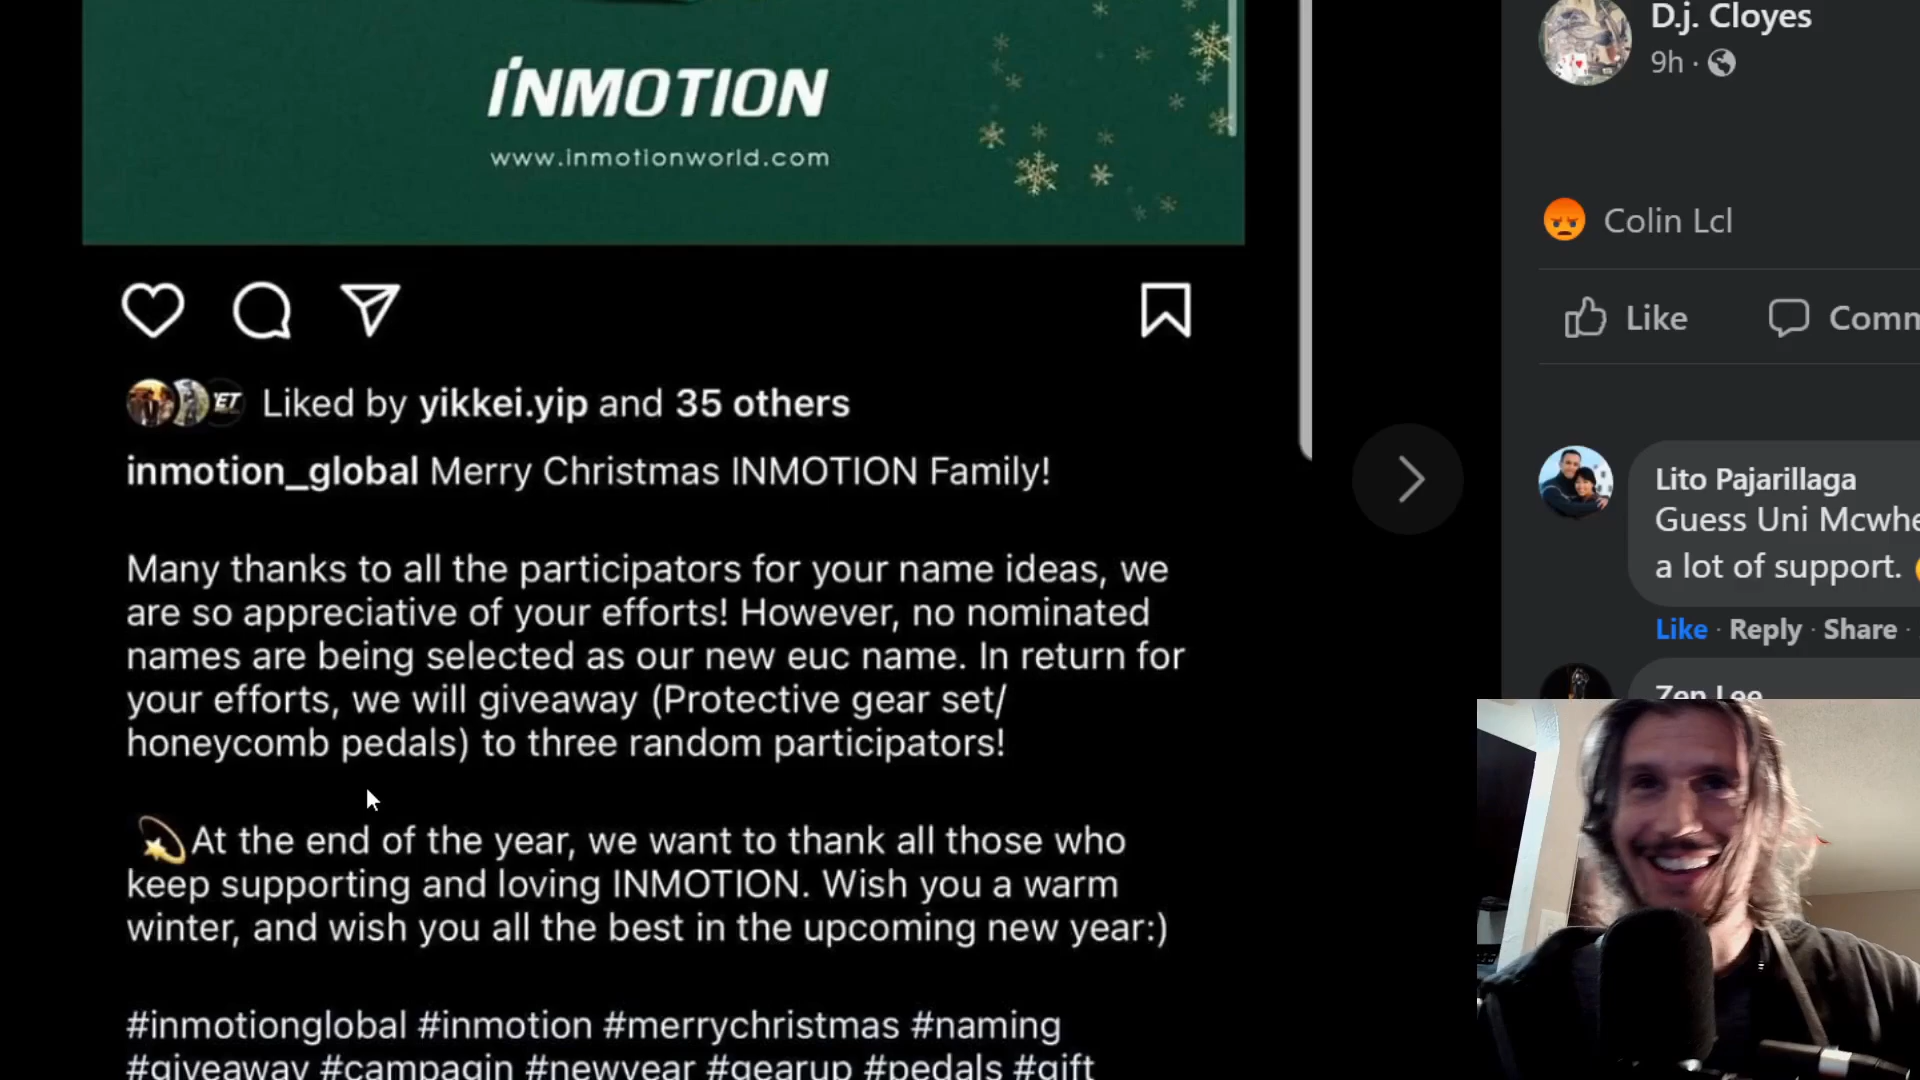 INMOTION
www.inmotionworld.com
Liked by yikkei.yip and 35 others
inmotion_global Merry Christmas INMOTION Family!
Many thanks to all the participators for your name ideas, we
are so appreciative of your efforts! However, no nominated
names are being selected as our new euc name. In return for
your efforts, we will giveaway (Protective gear set/
honeycomb pedals) to three random participators!
At the end of the year, we want to thank all those who
keep supporting and loving INMOTION. Wish you a warm
winter, and wish you all the best in the upcoming new year:)
#inmotionglobal #inmotion #merrychristmas #naming
#giveaway #campagin #newyear #gearup #pedals #gift
D.j. Cloyes
9h ·
Colin Lcl
Like Comm
Lito Pajarillaga
Guess Uni Mcwhe
a lot of support.
Like · Reply · Share ·
Zen Lee
ET